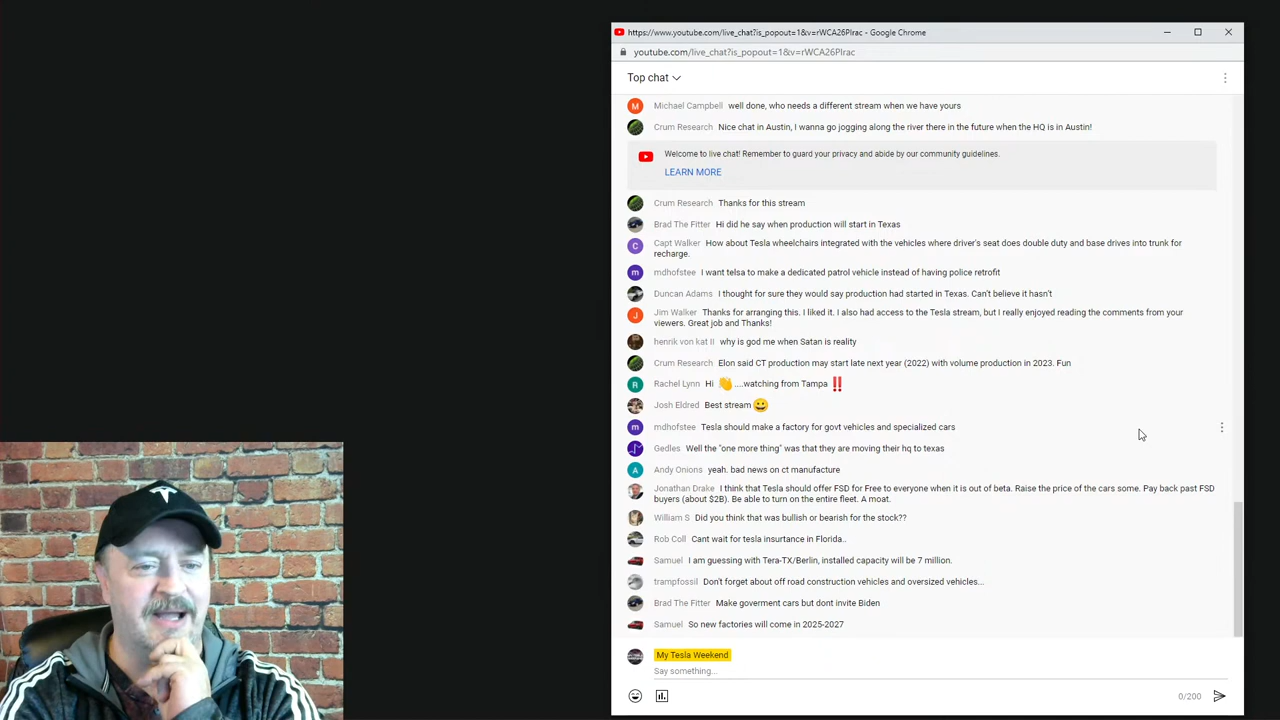 https://www.youtube.com/live_chat?is_popout=1&v=rWCA26PIrac - Google Chrome
youtube.com/live_chat?is_popout=1&v=rWCA26PIrac
Top chat
M Michael Campbell well done, who needs a different stream when we have yours
Crum Research Nice chat in Austin, I wanna go jogging along the river there in the future when the HQ is in Austin!
Welcome to live chat! Remember to guard your privacy and abide by our community guidelines.
LEARN MORE
Crum Research Thanks for this stream
Brad The Fitter Hi did he say when production will start in Texas
C Capt Walker How about Tesla wheelchairs integrated with the vehicles where driver's seat does double duty and base drives into trunk for
recharge.
m mdhofstee I want telsa to make a dedicated patrol vehicle instead of having police retrofit
Duncan Adams I thought for sure they would say production had started in Texas. Can't believe it hasn't
J Jim Walker Thanks for arranging this. I liked it. I also had access to the Tesla stream, but I really enjoyed reading the comments from your
viewers. Great job and Thanks!
henrik von kat II why is god me when Satan is reality
Crum Research Elon said CT production may start late next year (2022) with volume production in 2023. Fun
R Rachel Lynn Hi 👋....watching from Tampa ‼️
Josh Eldred Best stream 😀
m mdhofstee Tesla should make a factory for govt vehicles and specialized cars
Gedles Well the "one more thing" was that they are moving their hq to texas
A Andy Onions yeah. bad news on ct manufacture
Jonathan Drake I think that Tesla should offer FSD for Free to everyone when it is out of beta. Raise the price of the cars some. Pay back past FSD
buyers (about $2B). Be able to turn on the entire fleet. A moat.
William S Did you think that was bullish or bearish for the stock??
Rob Coll Cant wait for tesla insurtance in Florida..
Samuel I am guessing with Tera-TX/Berlin, installed capacity will be 7 million.
trampfossil Don't forget about off road construction vehicles and oversized vehicles...
Brad The Fitter Make goverment cars but dont invite Biden
Samuel So new factories will come in 2025-2027
My Tesla Weekend
Say something...
0/200